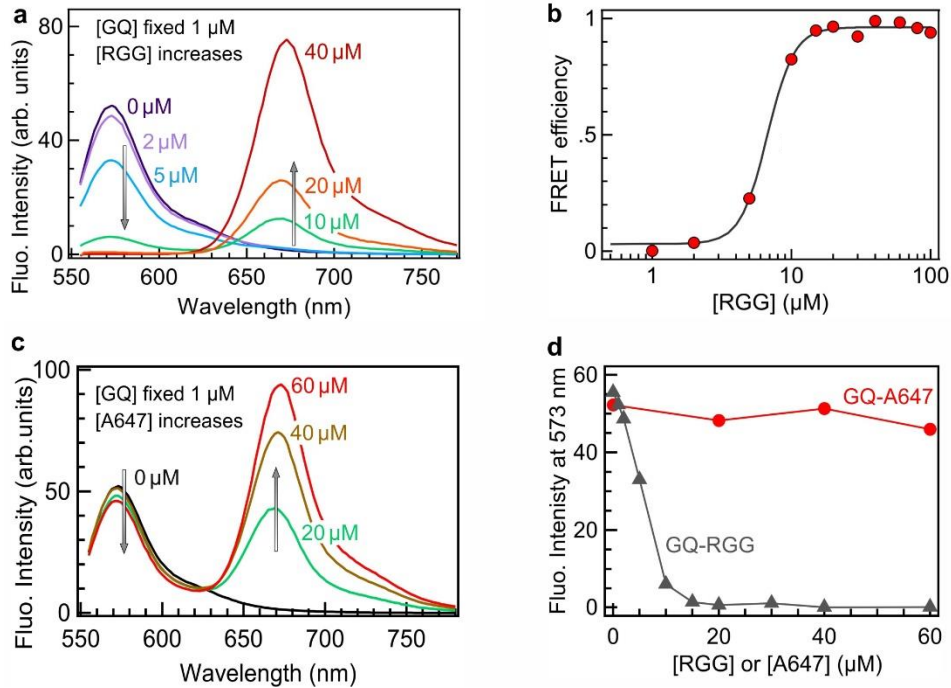 a
[GQ] fixed 1 µM
[RGG] increases
0 µM
2 µM
5 µM
40 µM
20 µM
10 µM
80
40
0
550 600 650 700 750
Wavelength (nm)
Fluo. Intensity (arb. units)
b
FRET efficiency
1
.5
0
1 10 100
[RGG] (µM)
c
[GQ] fixed 1 µM
[A647] increases
0 µM
60 µM
40 µM
20 µM
100
50
0
550 600 650 700 750
Wavelength (nm)
Fluo. Intensity (arb.units)
d
Fluo. Intenisty at 573 nm
GQ-A647
GQ-RGG
60
40
20
0
0 20 40 60
[RGG] or [A647] (µM)